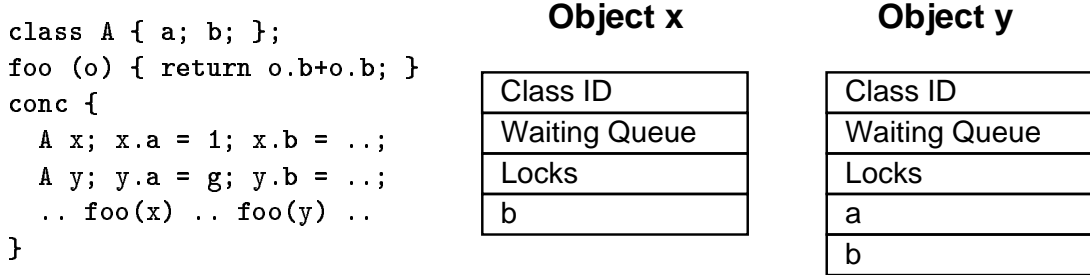 class A { a; b; };
foo (o) { return o.b+o.b; }
conc {
A x; x.a = 1; x.b = ..;
A y; y.a = g; y.b = ..;
.. foo(x) .. foo(y) ..
}
Object x
Class ID
Waiting Queue
Locks
b
Object y
Class ID
Waiting Queue
Locks
a
b